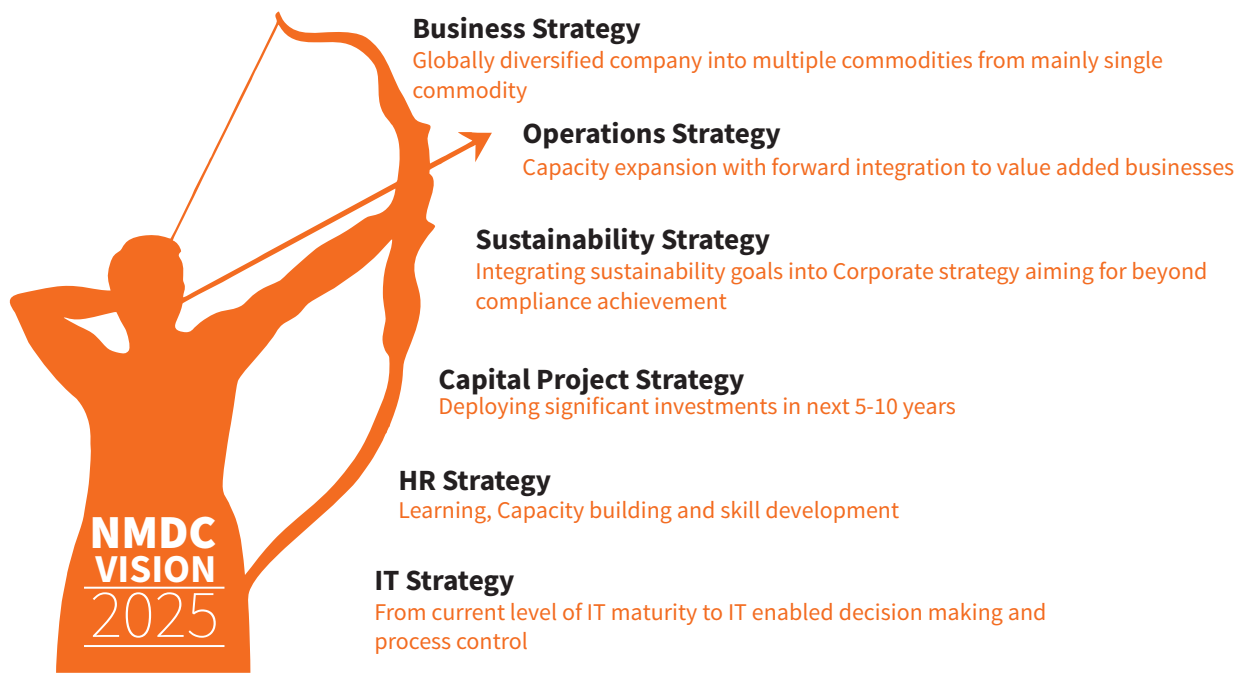 Business Strategy
Globally diversified company into multiple commodities from mainly single
commodity
Operations Strategy
Capacity expansion with forward integration to value added businesses
Sustainability Strategy
Integrating sustainability goals into Corporate strategy aiming for beyond
compliance achievement
Capital Project Strategy
Deploying significant investments in next 5-10 years
HR Strategy
Learning, Capacity building and skill development
IT Strategy
From current level of IT maturity to IT enabled decision making and
process control
NMDC
VISION
2025